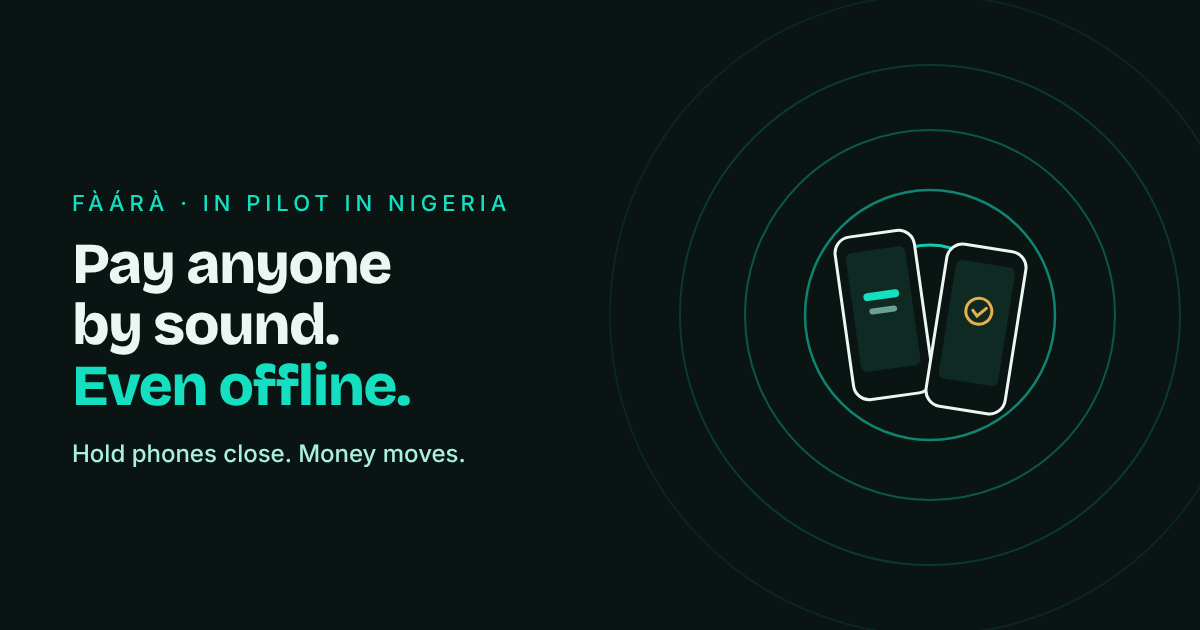 FÀÁRÀ · IN PILOT IN NIGERIA
Pay anyone
by sound.
Even offline.
Hold phones close. Money moves.